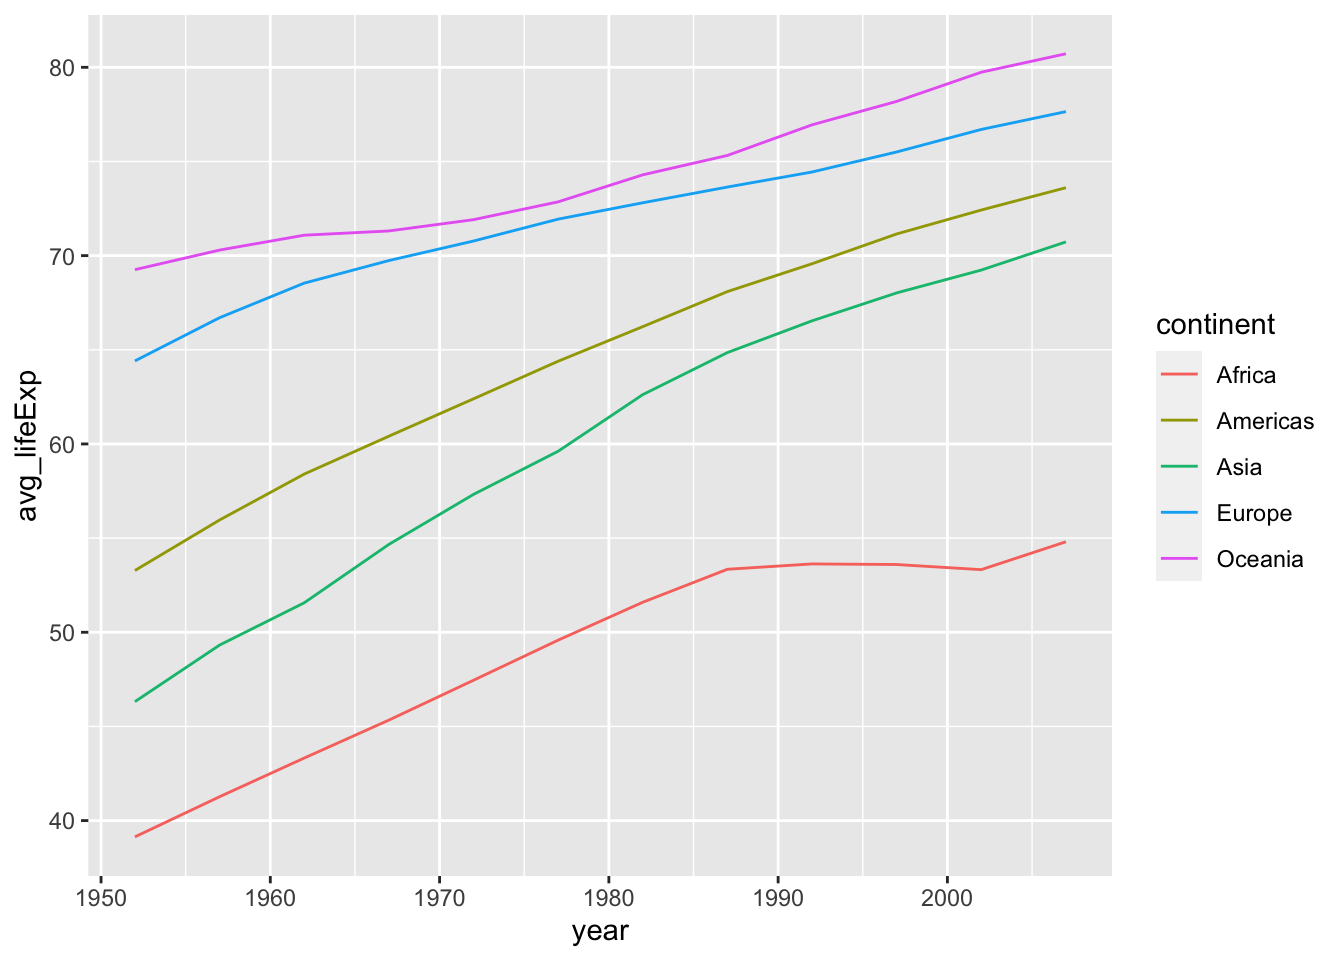 80
70
60
50
40
avg_lifeExp
1950 1960 1970 1980 1990 2000
year
continent
Africa
Americas
Asia
Europe
Oceania